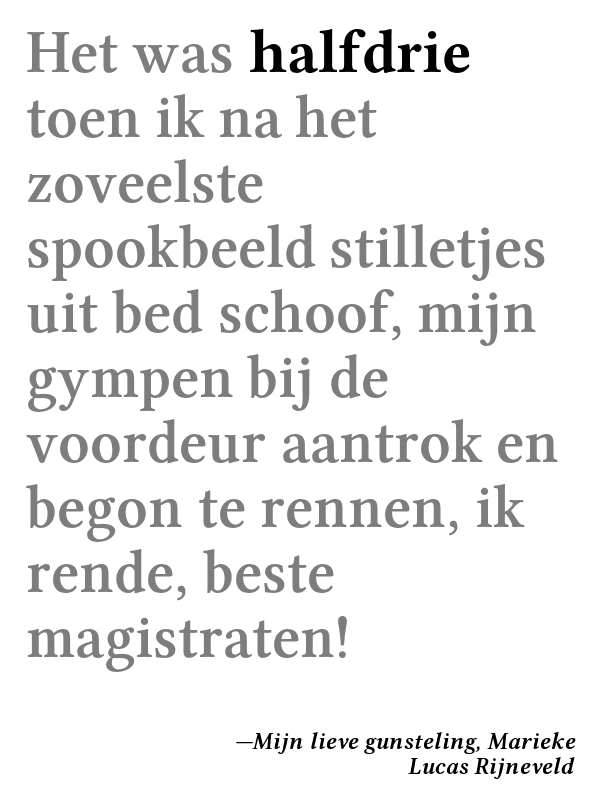 Het was halfdrie
toen ik na het
zoveelste
spookbeeld stilletjes
uit bed schoof, mijn
gympen bij de
voordeur aantrok en
begon te rennen, ik
rende, beste
magistraten!
—Mijn lieve gunsteling, Marieke
Lucas Rijneveld